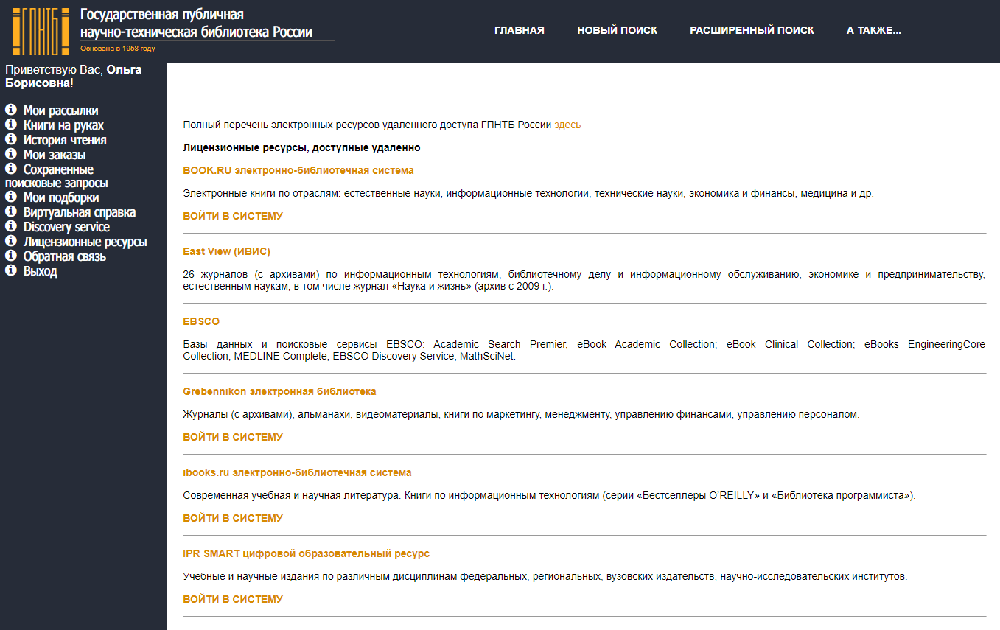 ГПНТБ
Государственная публичная
научно-техническая библиотека России
Основана в 1958 году
ГЛАВНАЯ НОВЫЙ ПОИСК РАСШИРЕННЫЙ ПОИСК А ТАКЖЕ...
Приветствую Вас, Ольга
Борисовна!
Мои рассылки
Книги на руках
История чтения
Мои заказы
Сохраненные
поисковые запросы
Мои подборки
Виртуальная справка
Discovery service
Лицензионные ресурсы
Обратная связь
Выход
Полный перечень электронных ресурсов удаленного доступа ГПНТБ России здесь
Лицензионные ресурсы, доступные удалённо
BOOK.RU электронно-библиотечная система
Электронные книги по отраслям: естественные науки, информационные технологии, технические науки, экономика и финансы, медицина и др.
ВОЙТИ В СИСТЕМУ
East View (ИВИС)
26 журналов (с архивами) по информационным технологиям, библиотечному делу и информационному обслуживанию, экономике и предпринимательству,
естественным наукам, в том числе журнал «Наука и жизнь» (архив с 2009 г.).
EBSCO
Базы данных и поисковые сервисы EBSCO: Academic Search Premier, eBook Academic Collection; eBook Clinical Collection; eBooks EngineeringCore
Collection; MEDLINE Complete; EBSCO Discovery Service; MathSciNet.
Grebennikon электронная библиотека
Журналы (с архивами), альманахи, видеоматериалы, книги по маркетингу, менеджменту, управлению финансами, управлению персоналом.
ВОЙТИ В СИСТЕМУ
ibooks.ru электронно-библиотечная система
Современная учебная и научная литература. Книги по информационным технологиям (серии «Бестселлеры O’REILLY» и «Библиотека программиста»).
ВОЙТИ В СИСТЕМУ
IPR SMART цифровой образовательный ресурс
Учебные и научные издания по различным дисциплинам федеральных, региональных, вузовских издательств, научно-исследовательских институтов.
ВОЙТИ В СИСТЕМУ